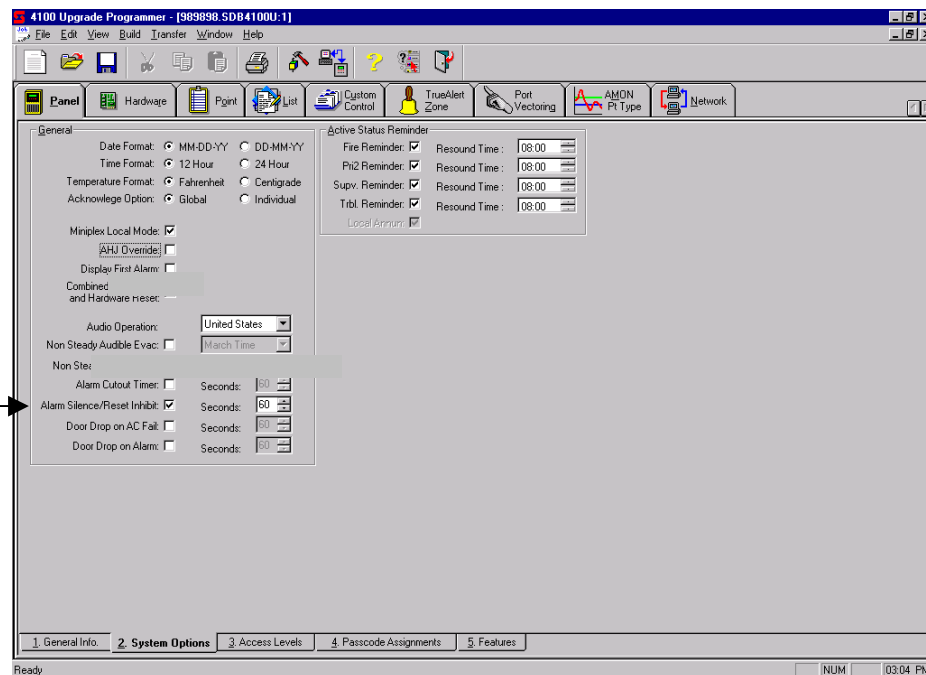 4100 Upgrade Programmer - [989898.SDB4100U:1]
File Edit View Build Transfer Window Help
Panel Hardware Point List Custom Control TrueAlert Zone Port Vectoring AMON Pt Type Network
General
Date Format: MM-DD-YY DD-MM-YY
Time Format: 12 Hour 24 Hour
Temperature Format: Fahrenheit Centigrade
Acknowlege Option: Global Individual
Miniplex Local Mode:
AHJ Override:
Display First Alarm:
Combined
and Hardware Reset:
Audio Operation: United States
Non Steady Audible Evac: March Time
Non
Alarm Cutout Timer: Seconds: 60
Alarm Silence/Reset Inhibit: Seconds: 60
Door Drop on AC Fail: Seconds: 60
Door Drop on Alarm: Seconds: 60
Active Status Reminder
Fire Reminder: Resound Time : 08:00
Pri2 Reminder: Resound Time : 08:00
Supv. Reminder: Resound Time : 08:00
Trbl. Reminder: Resound Time : 08:00
Local Annun:
1. General Info. 2. System Options 3. Access Levels 4. Passcode Assignments 5. Features
Ready NUM 03:04 PM